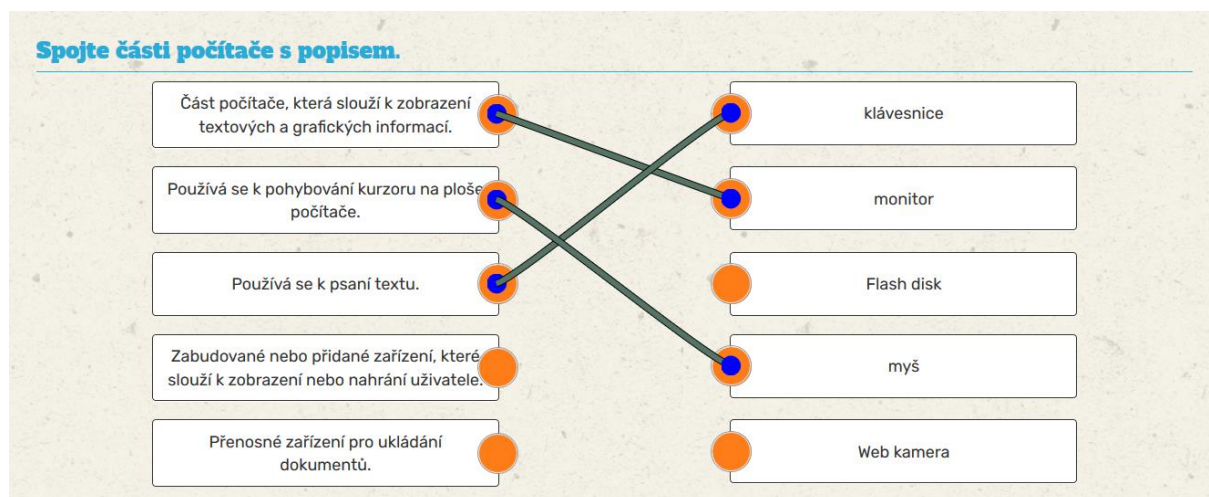 Spojte části počítače s popisem.
Část počítače, která slouží k zobrazení
textových a grafických informací.
klávesnice
Používá se k pohybování kurzoru na ploše
počítače.
monitor
Používá se k psaní textu.
Flash disk
Zabudované nebo přidané zařízení, které
slouží k zobrazení nebo nahrání uživatele.
myš
Přenosné zařízení pro ukládání
dokumentů.
Web kamera